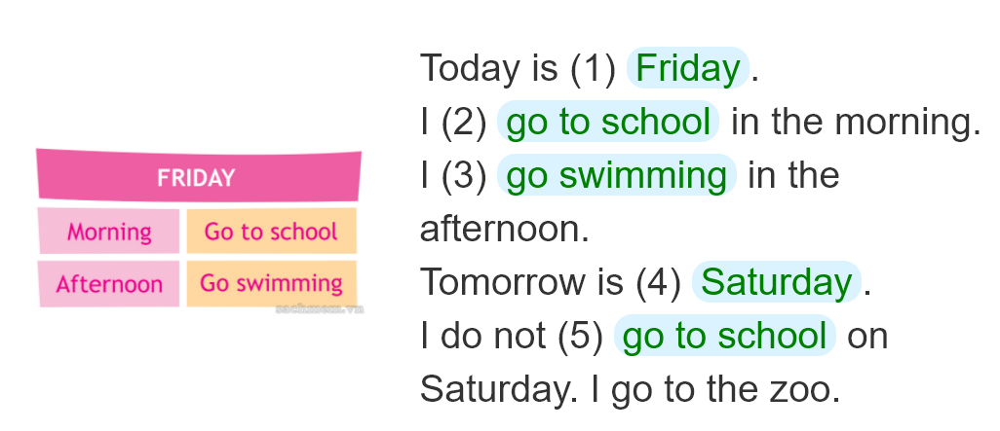 FRIDAY
Morning Go to school
Afternoon Go swimming
sachmem.vn
Today is (1) Friday.
I (2) go to school in the morning.
I (3) go swimming in the
afternoon.
Tomorrow is (4) Saturday.
I do not (5) go to school on
Saturday. I go to the zoo.